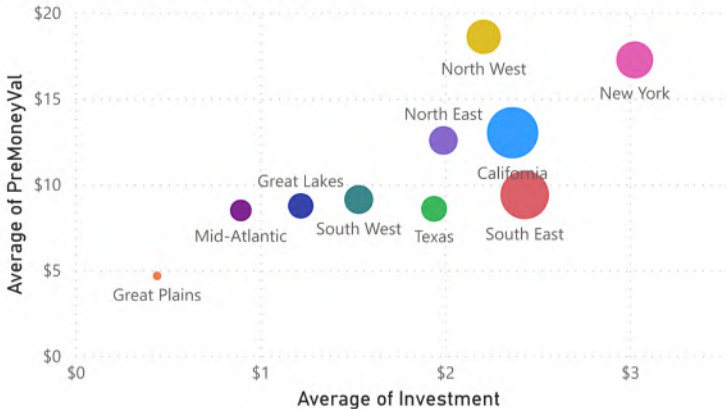 $20
North West
New York
$15
North East
California
$10
Great Lakes
Mid-Atlantic
South West
Texas
South East
$5
Great Plains
$0
Average of PreMoneyVal
$0
$1
$2
$3
Average of Investment